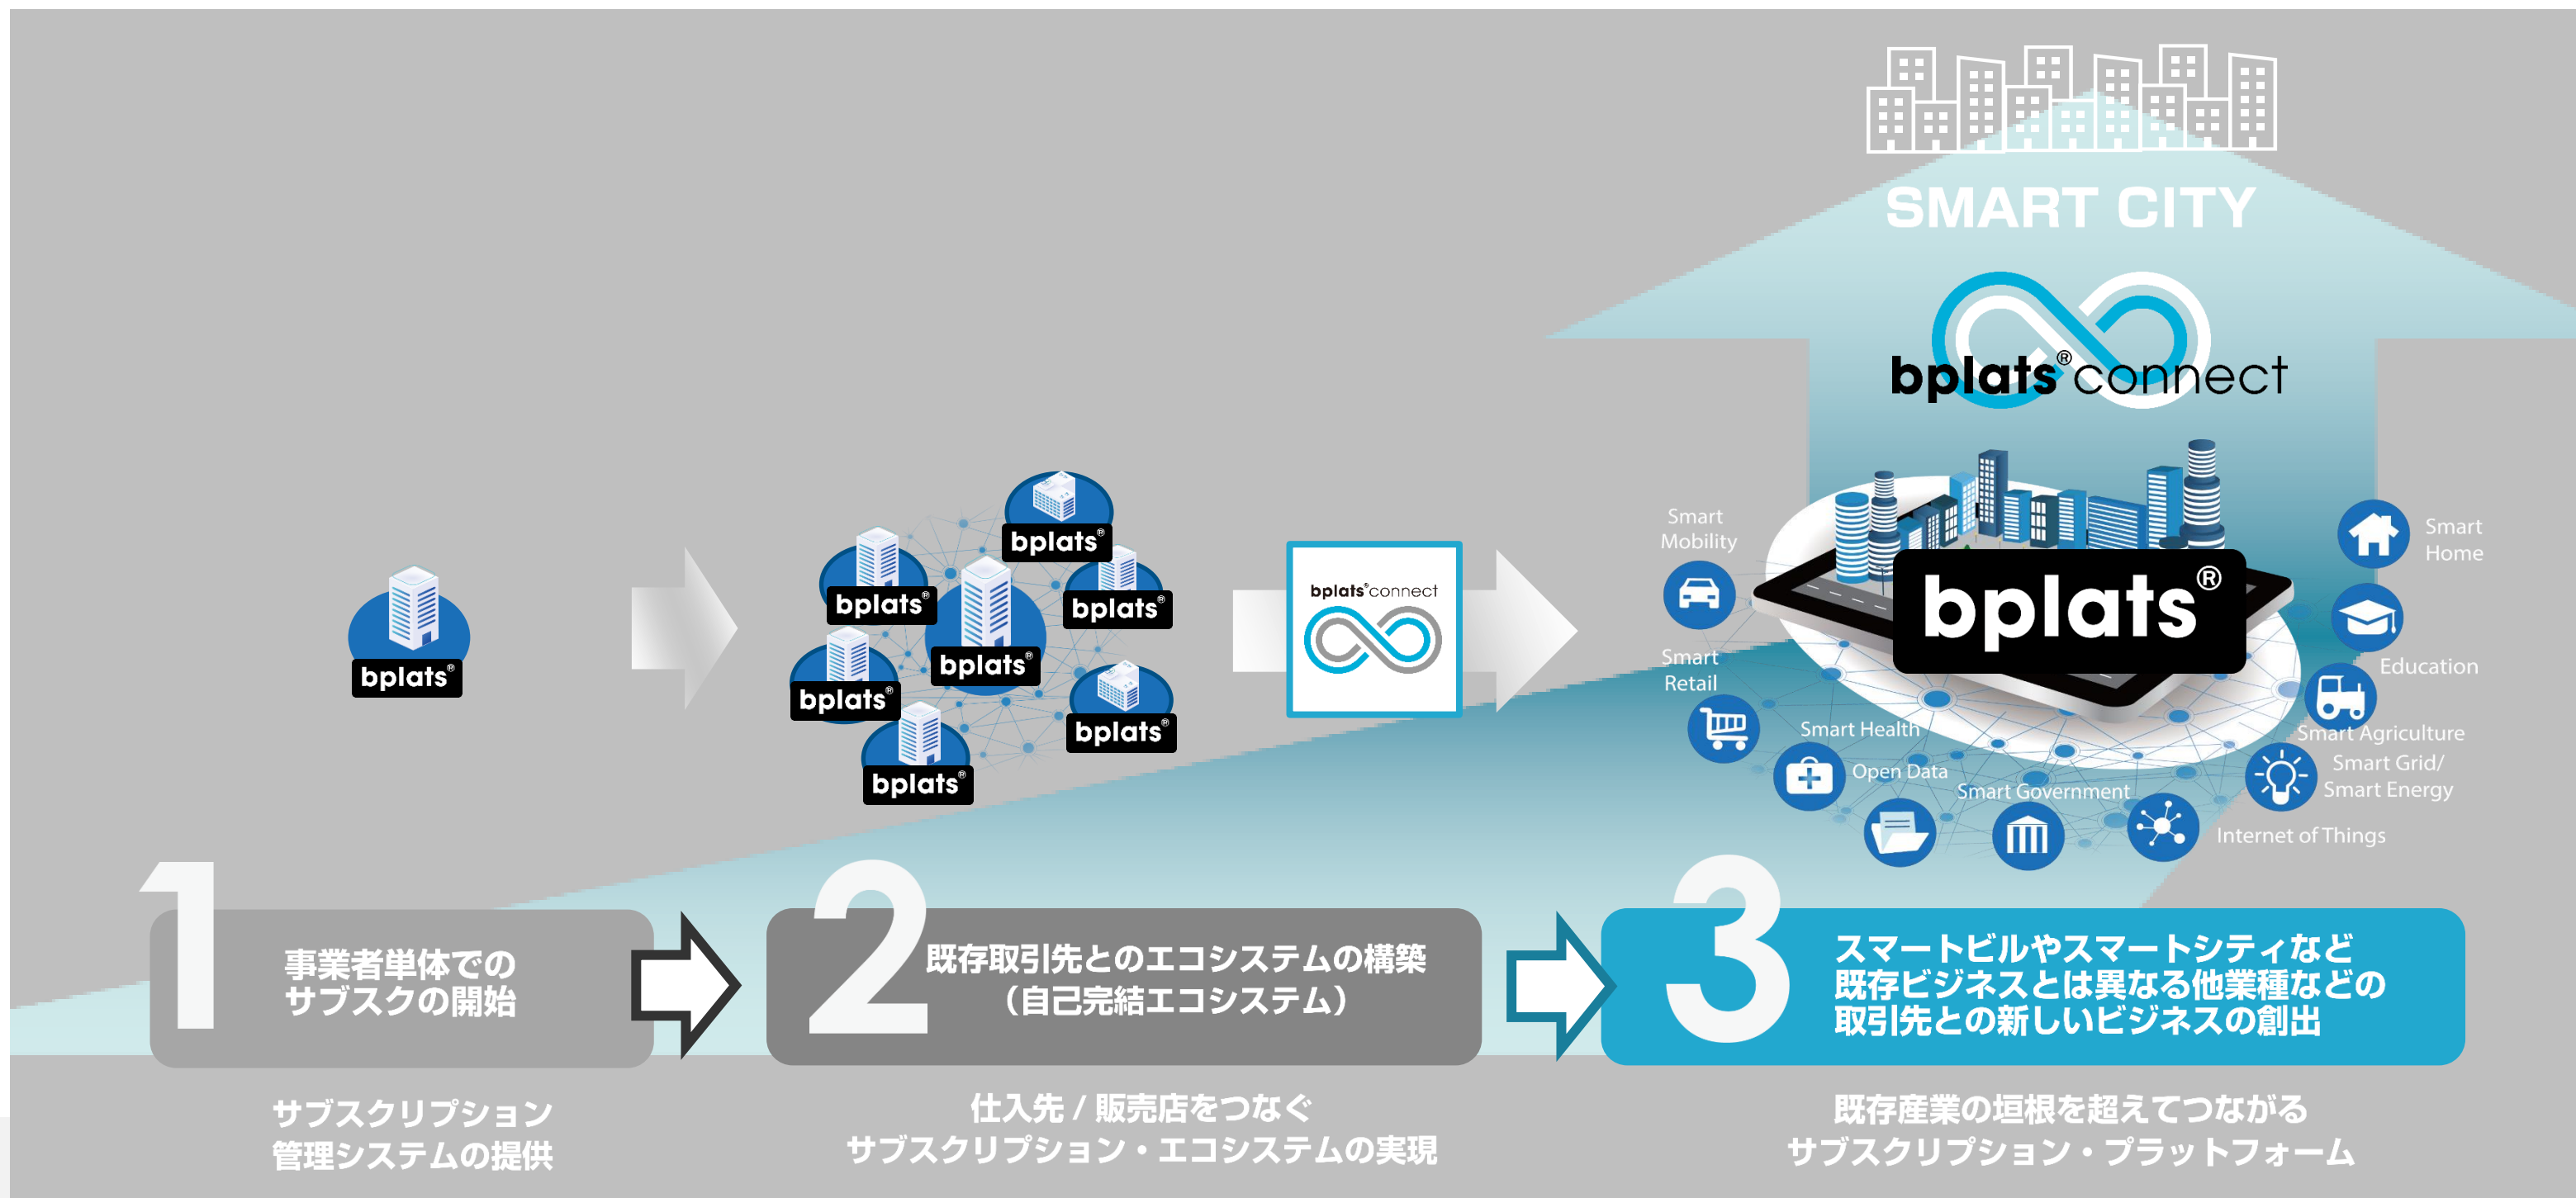 SMART CITY
bplats®connect
bplats®
bplats®
bplats®
bplats®
bplats®
bplats®
bplats®
bplats®
bplats®connect
Smart
Mobility
Smart
Retail
Smart Health
Open Data
Smart Government
bplats®
Smart
Home
Education
Smart Agriculture
Smart Grid/
Smart Energy
Internet of Things
1
事業者単体での
サブスクの開始
サブスクリプション
管理システムの提供
2
既存取引先とのエコシステムの構築
（自己完結エコシステム）
仕入先 / 販売店をつなぐ
サブスクリプション・エコシステムの実現
3
スマートビルやスマートシティなど
既存ビジネスとは異なる他業種などの
取引先との新しいビジネスの創出
既存産業の垣根を超えてつながる
サブスクリプション・プラットフォーム